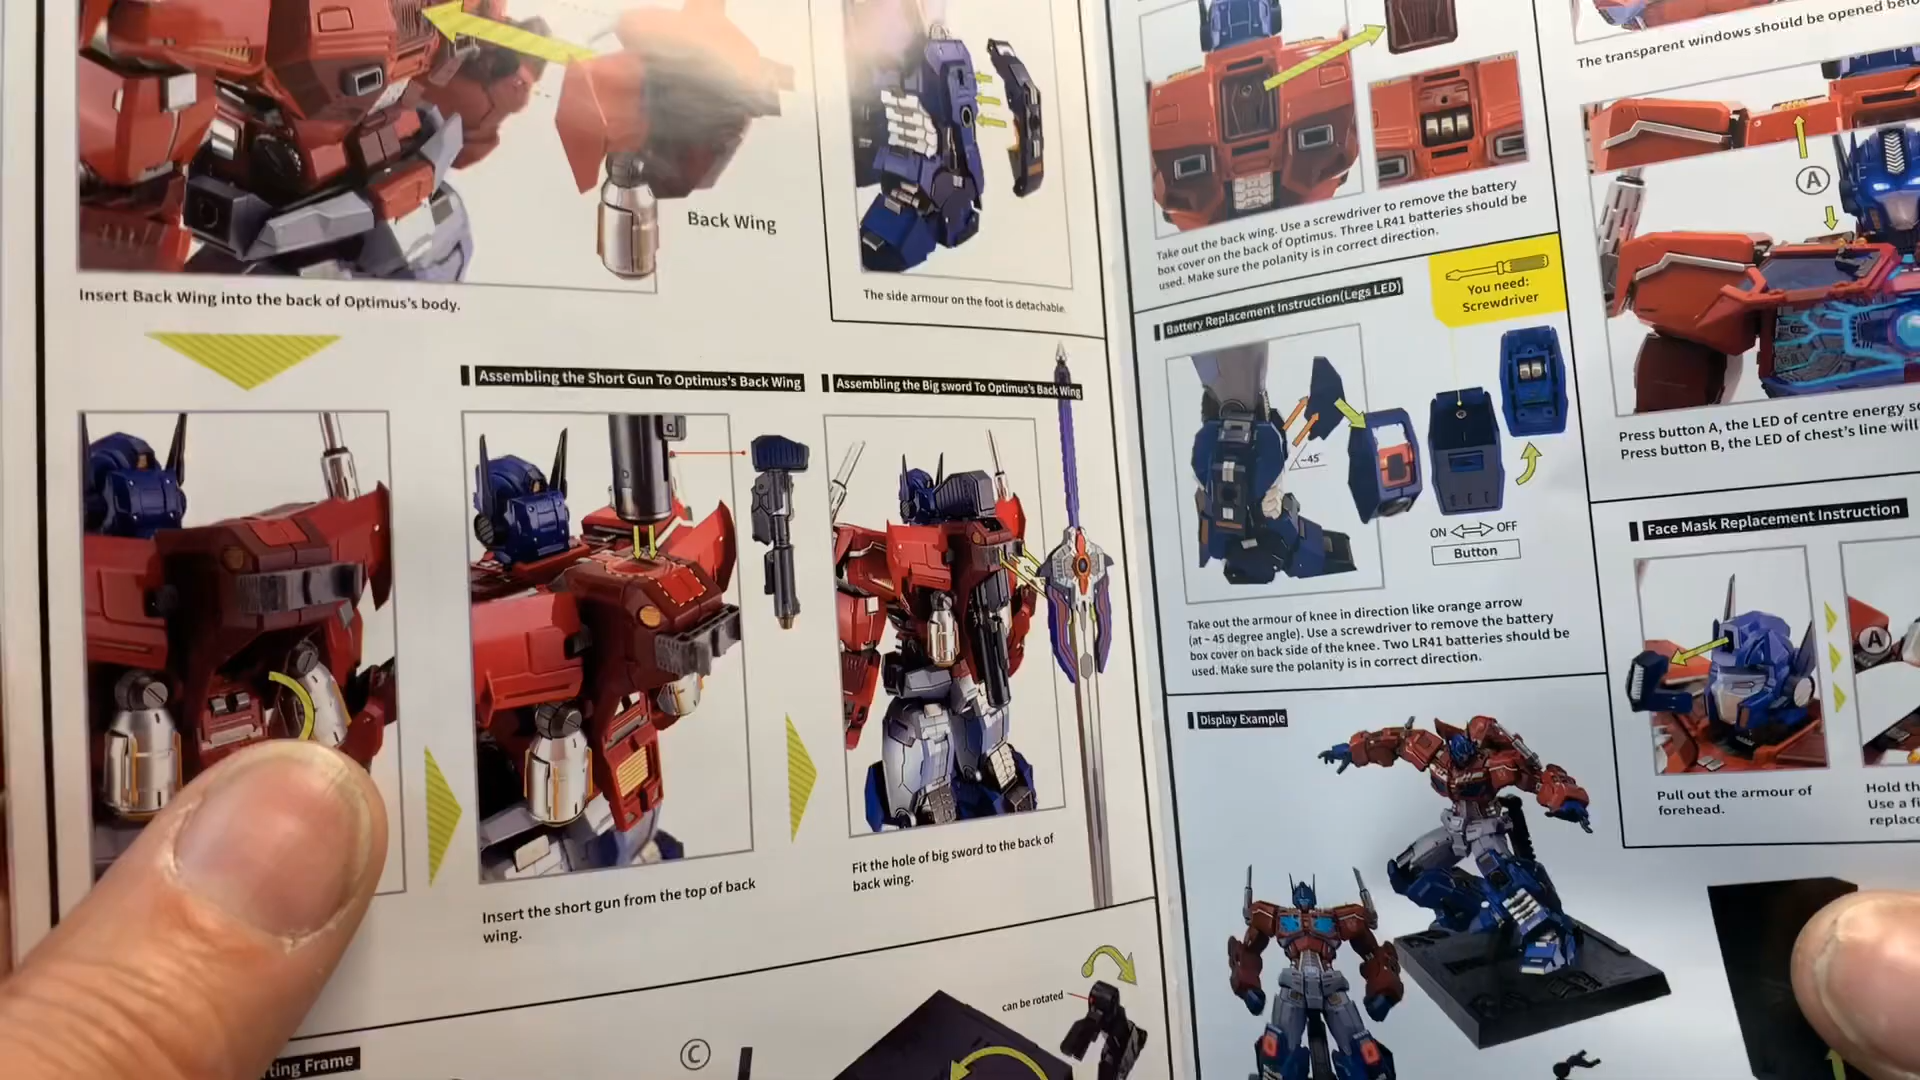 Back Wing
Insert Back Wing into the back of Optimus's body.
The side armour on the foot is detachable.
Assembling the Short Gun To Optimus's Back Wing
Assembling the Big sword To Optimus's Back Wing
Insert the short gun from the top of back
wing.
Fit the hole of big sword to the back of
back wing.
ting Frame
C
can be rotated
Take out the back wing. Use a screwdriver to remove the battery
box cover on the back of Optimus. Three LR41 batteries should be
used. Make sure the polanity is in correct direction.
Battery Replacement Instruction(Legs LED)
You need:
Screwdriver
~45
ON OFF
Button
Take out the armour of knee in direction like orange arrow
(at ~ 45 degree angle). Use a screwdriver to remove the battery
box cover on back side of the knee. Two LR41 batteries should be
used. Make sure the polanity is in correct direction.
Display Example
The transparent windows should be opened
A
Press button A, the LED of centre energy
Press button B, the LED of chest's line will
Face Mask Replacement Instruction
A
Pull out the armour of
forehead.
Hold
Use a